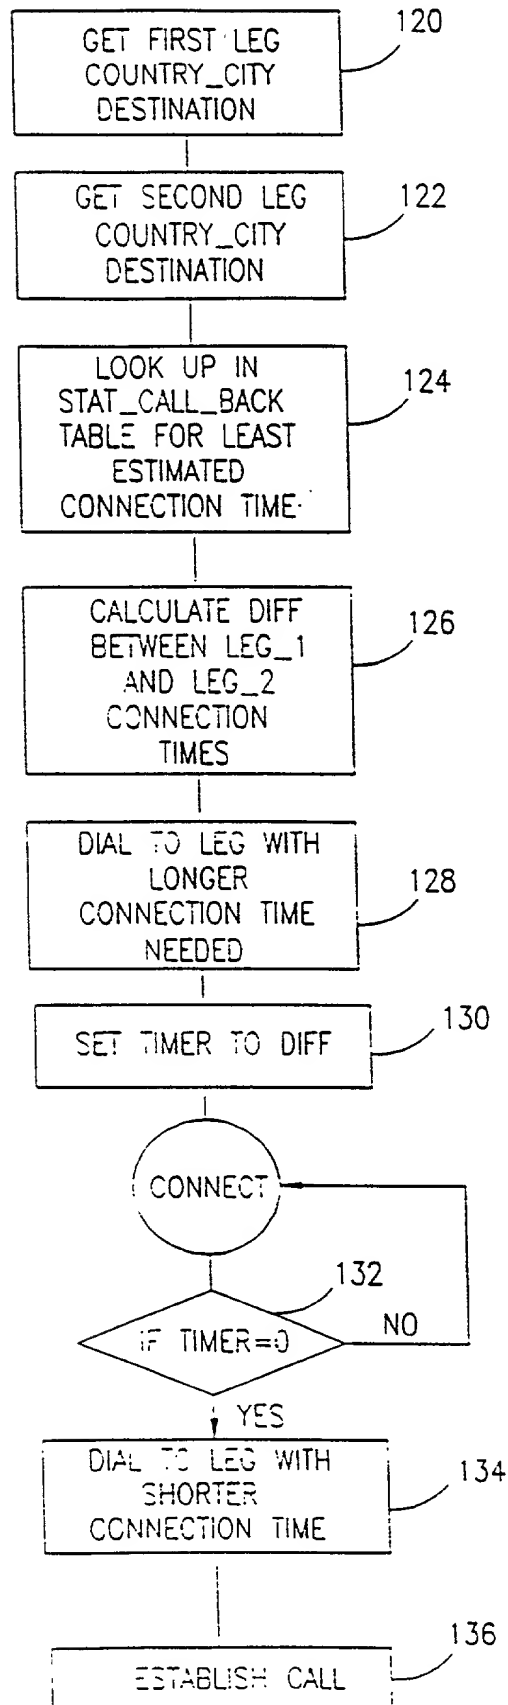 120
GET FIRST LEG
COUNTRY_CITY
DESTINATION
122
GET SECOND LEG
COUNTRY_CITY
DESTINATION
124
LOOK UP IN
STAT_CALL_BACK
TABLE FOR LEAST
ESTIMATED
CONNECTION TIME
126
CALCULATE DIFF
BETWEEN LEG_1
AND LEG_2
CONNECTION
TIMES
128
DIAL TO LEG WITH
LONGER
CONNECTION TIME
NEEDED
130
SET TIMER TO DIFF
CONNECT
132
IF TIMER=0
NO
YES
134
DIAL TO LEG WITH
SHORTER
CONNECTION TIME
136
ESTABLISH CALL